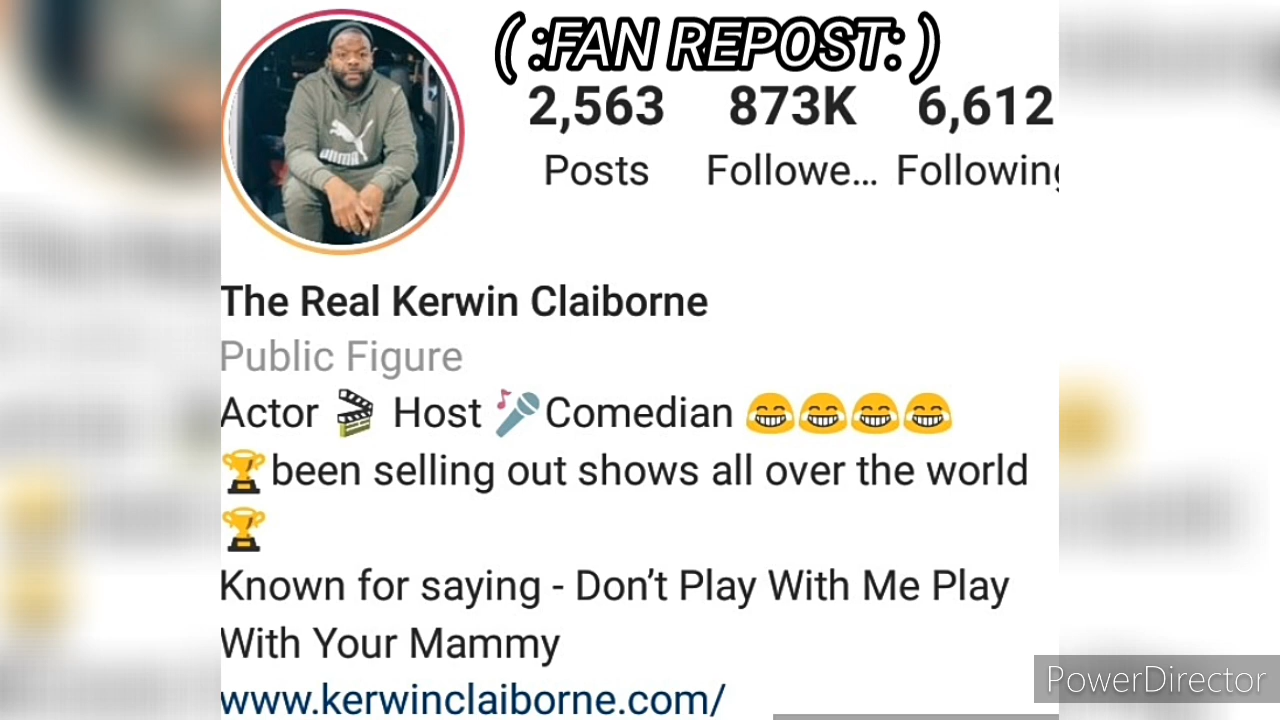 ( :FAN REPOST: )
2,563 873K 6,612
Posts Followe... Following
PUMA
The Real Kerwin Claiborne
Public Figure
Actor 🎬 Host 🎤Comedian 😂😂😂😂
🏆been selling out shows all over the world
🏆
Known for saying - Don’t Play With Me Play
With Your Mammy
www.kerwinclaiborne.com/
PowerDirector